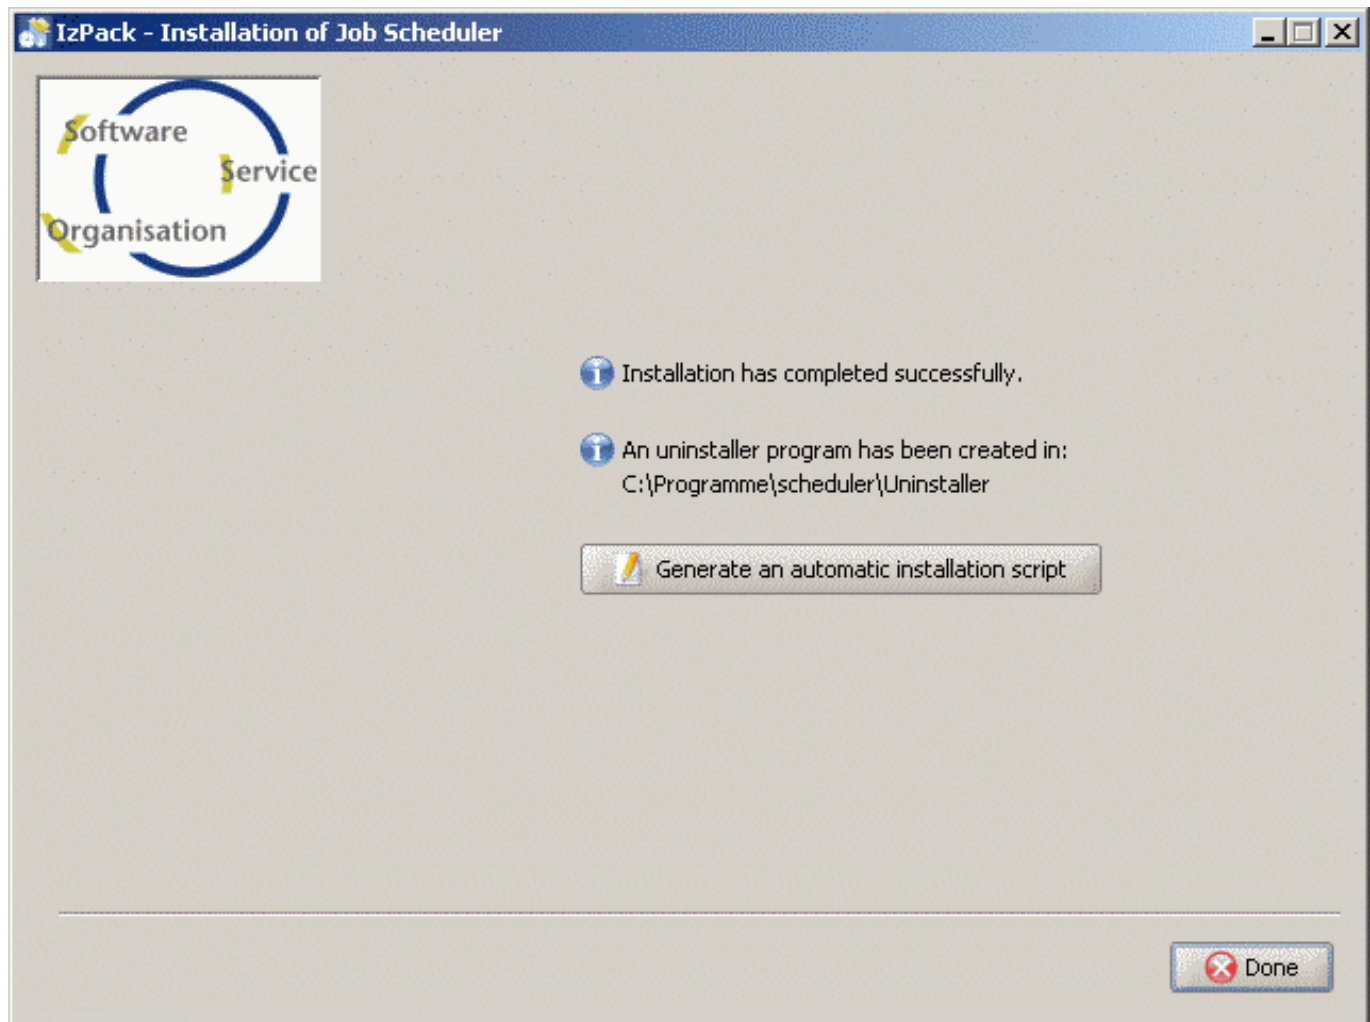 IzPack - Installation of Job Scheduler
Software
Service
Organisation
Installation has completed successfully.
An uninstaller program has been created in:
C:\Programme\scheduler\Uninstaller
Generate an automatic installation script
Done